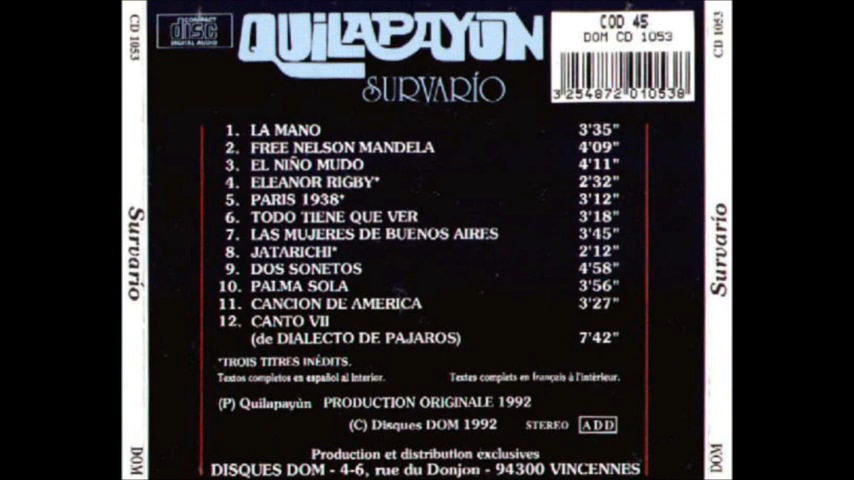 CD 1053
COMPACT
disc
DIGITAL AUDIO
QUILAPAYUN
SURVARÍO
COD 45
DOM CD 1053
3 254872 010538
CD 1053
1. LA MANO 3'35"
2. FREE NELSON MANDELA 4'09"
3. EL NIÑO MUDO 4'11"
4. ELEANOR RIGBY* 2'32"
5. PARIS 1938* 3'12"
6. TODO TIENE QUE VER 3'18"
7. LAS MUJERES DE BUENOS AIRES 3'45"
8. JATARICHI* 2'12"
9. DOS SONETOS 4'58"
10. PALMA SOLA 3'56"
11. CANCION DE AMERICA 3'27"
12. CANTO VII
(de DIALECTO DE PAJAROS) 7'42"
*TROIS TITRES INÉDITS.
Textos completos en español al interior. Textes complets en français à l'intérieur.
(P) Quilapayùn PRODUCTION ORIGINALE 1992
(C) Disques DOM 1992 STEREO ADD
Production et distribution exclusives
DISQUES DOM - 4-6, rue du Donjon - 94300 VINCENNES
Survarío
DOM
Survarío
DOM